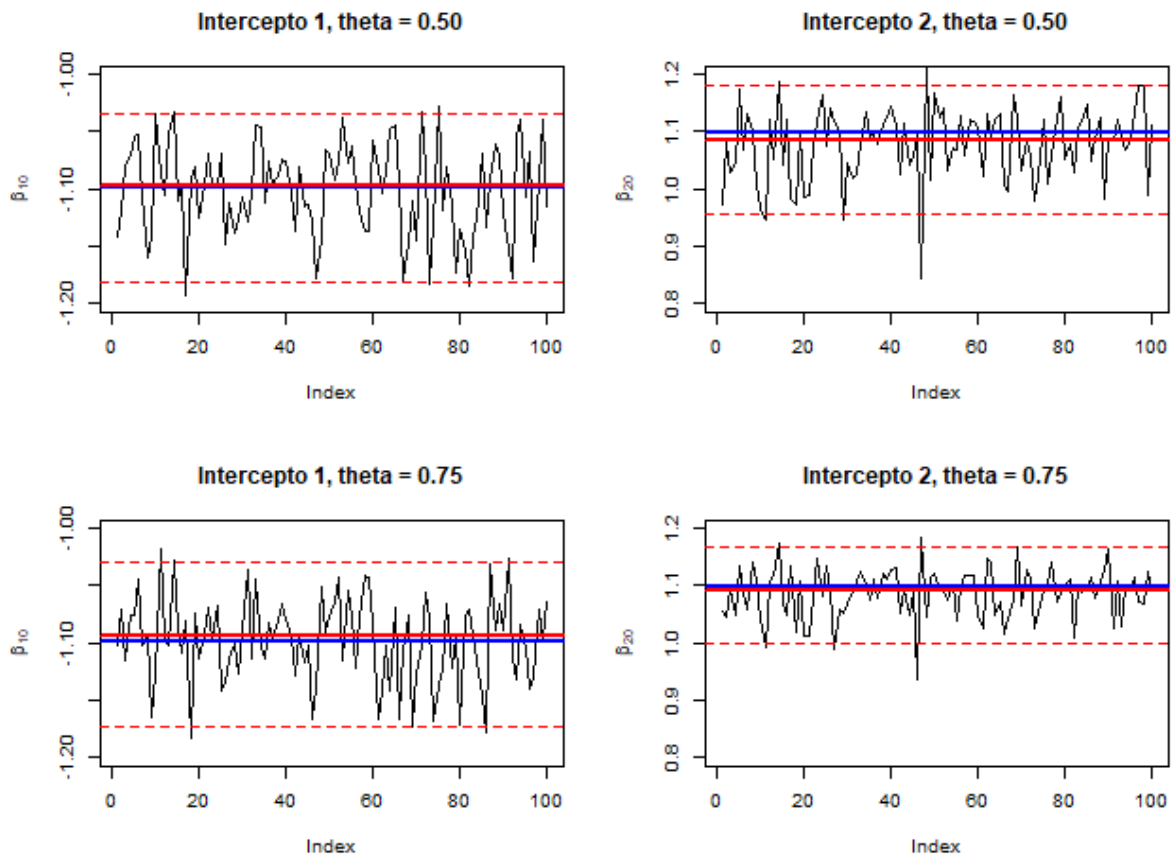 Intercepto 1, theta = 0.50
β10
-1.00
-1.10
-1.20
0 20 40 60 80 100
Index
Intercepto 2, theta = 0.50
β20
1.2
1.1
1.0
0.9
0.8
0 20 40 60 80 100
Index
Intercepto 1, theta = 0.75
β10
-1.00
-1.10
-1.20
0 20 40 60 80 100
Index
Intercepto 2, theta = 0.75
β20
1.2
1.1
1.0
0.9
0.8
0 20 40 60 80 100
Index